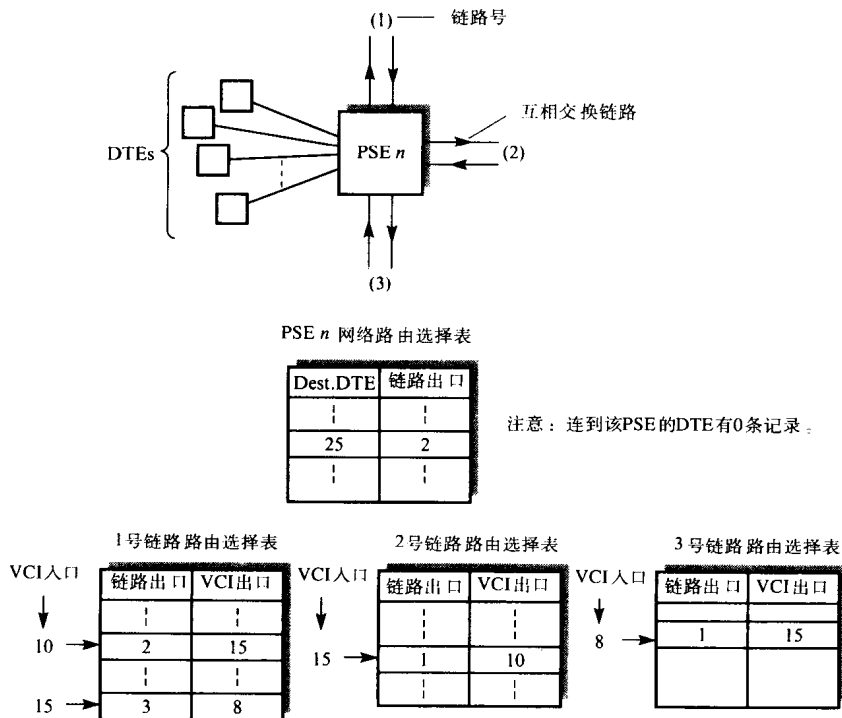 (1) 链路号
互相交换链路
DTEs
PSE n
(2)
(3)
PSE n 网络路由选择表
Dest.DTE 链路出口
25 2
注意：连到该PSE的DTE有0条记录。
1号链路路由选择表
VCI入口
链路出口 VCI出口
10 2 15
15 3 8
2号链路路由选择表
VCI入口
链路出口 VCI出口
15 1 10
3号链路路由选择表
VCI入口
链路出口 VCI出口
8 1 15